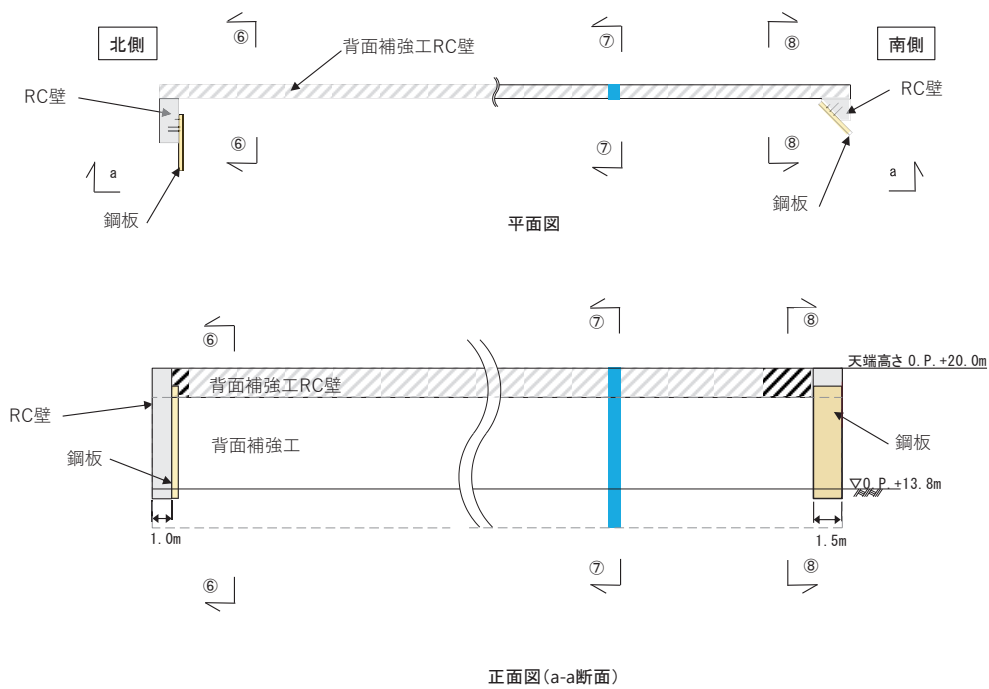 北側
⑥
背面補強工RC壁
⑦
⑧
南側
RC壁
RC壁
⑥
⑦
⑧
a
a
鋼板
鋼板
平面図
⑥
⑦
⑧
天端高さ O.P.+20.0m
背面補強工RC壁
RC壁
背面補強工
鋼板
鋼板
▽O.P.+13.8m
1.0m
1.5m
⑥
⑦
⑧
正面図(a-a断面)